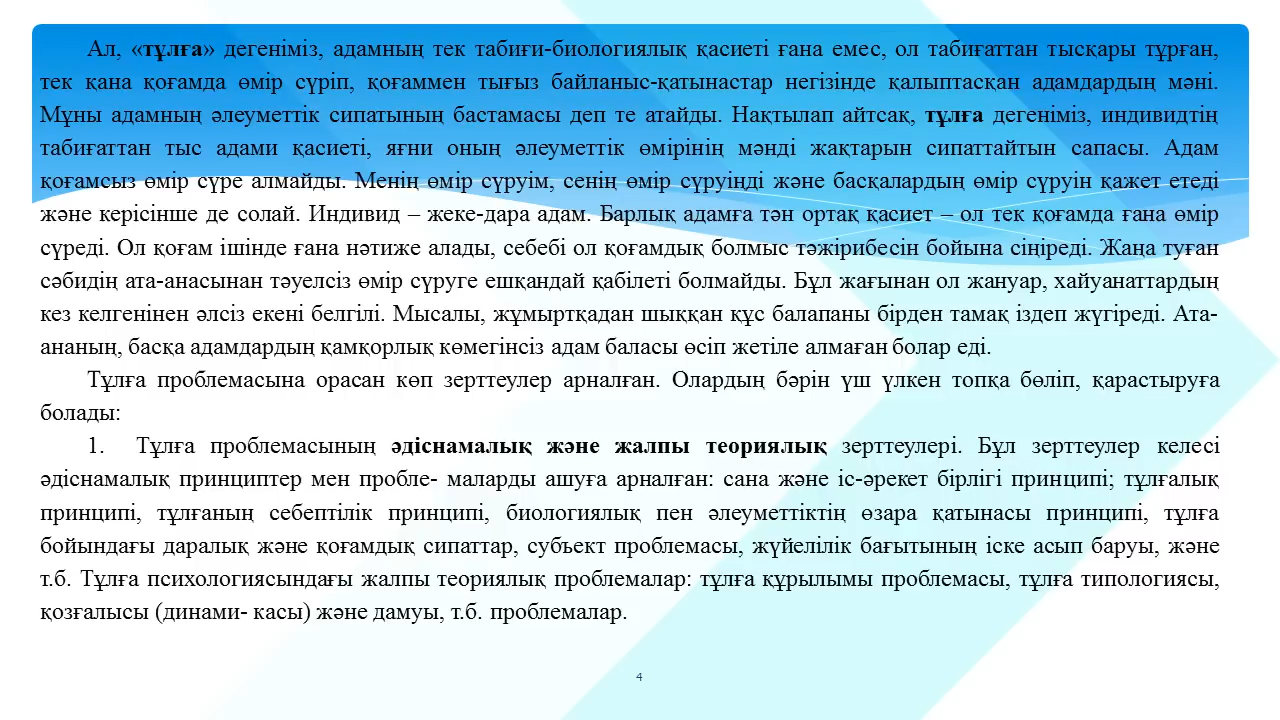 Ал, «тұлға» дегеніміз, адамның тек табиғи-биологиялық қасиеті ғана емес, ол табиғаттан тысқары тұрған,
тек қана қоғамда өмір сүріп, қоғаммен тығыз байланыс-қатынастар негізінде қалыптасқан адамдардың мәні.
Мұны адамның әлеуметтік сипатының бастамасы деп те атайды. Нақтылап айтсақ, тұлға дегеніміз, индивидтің
табиғаттан тыс адами қасиеті, яғни оның әлеуметтік өмірінің мәнді жақтарын сипаттайтын сапасы. Адам
қоғамсыз өмір сүре алмайды. Менің өмір сүруім, сенің өмір сүруіңді және басқалардың өмір сүруін қажет етеді
және керісінше де солай. Индивид – жеке-дара адам. Барлық адамға тән ортақ қасиет – ол тек қоғамда ғана өмір
сүреді. Ол қоғам ішінде ғана нәтиже алады, себебі ол қоғамдық болмыс тәжірибесін бойына сіңіреді. Жаңа туған
сәбидің ата-анасынан тәуелсіз өмір сүруге ешқандай қабілеті болмайды. Бұл жағынан ол жануар, хайуанаттардың
кез келгенінен әлсіз екені белгілі. Мысалы, жұмыртқадан шыққан құс балапаны бірден тамақ іздеп жүгіреді. Ата-
ананың, басқа адамдардың қамқорлық көмегінсіз адам баласы өсіп жетіле алмаған болар еді.
Тұлға проблемасына орасан көп зерттеулер арналған. Олардың бәрін үш үлкен топқа бөліп, қарастыруға
болады:
1. Тұлға проблемасының әдіснамалық және жалпы теориялық зерттеулері. Бұл зерттеулер келесі
әдіснамалық принциптер мен пробле- маларды ашуға арналған: сана және іс-әрекет бірлігі принципі; тұлғалық
принципі, тұлғаның себептілік принципі, биологиялық пен әлеуметтіктің өзара қатынасы принципі, тұлға
бойындағы даралық және қоғамдық сипаттар, субъект проблемасы, жүйелілік бағытының іске асып баруы, және
т.б. Тұлға психологиясындағы жалпы теориялық проблемалар: тұлға құрылымы проблемасы, тұлға типологиясы,
қозғалысы (динами- касы) және дамуы, т.б. проблемалар.
4